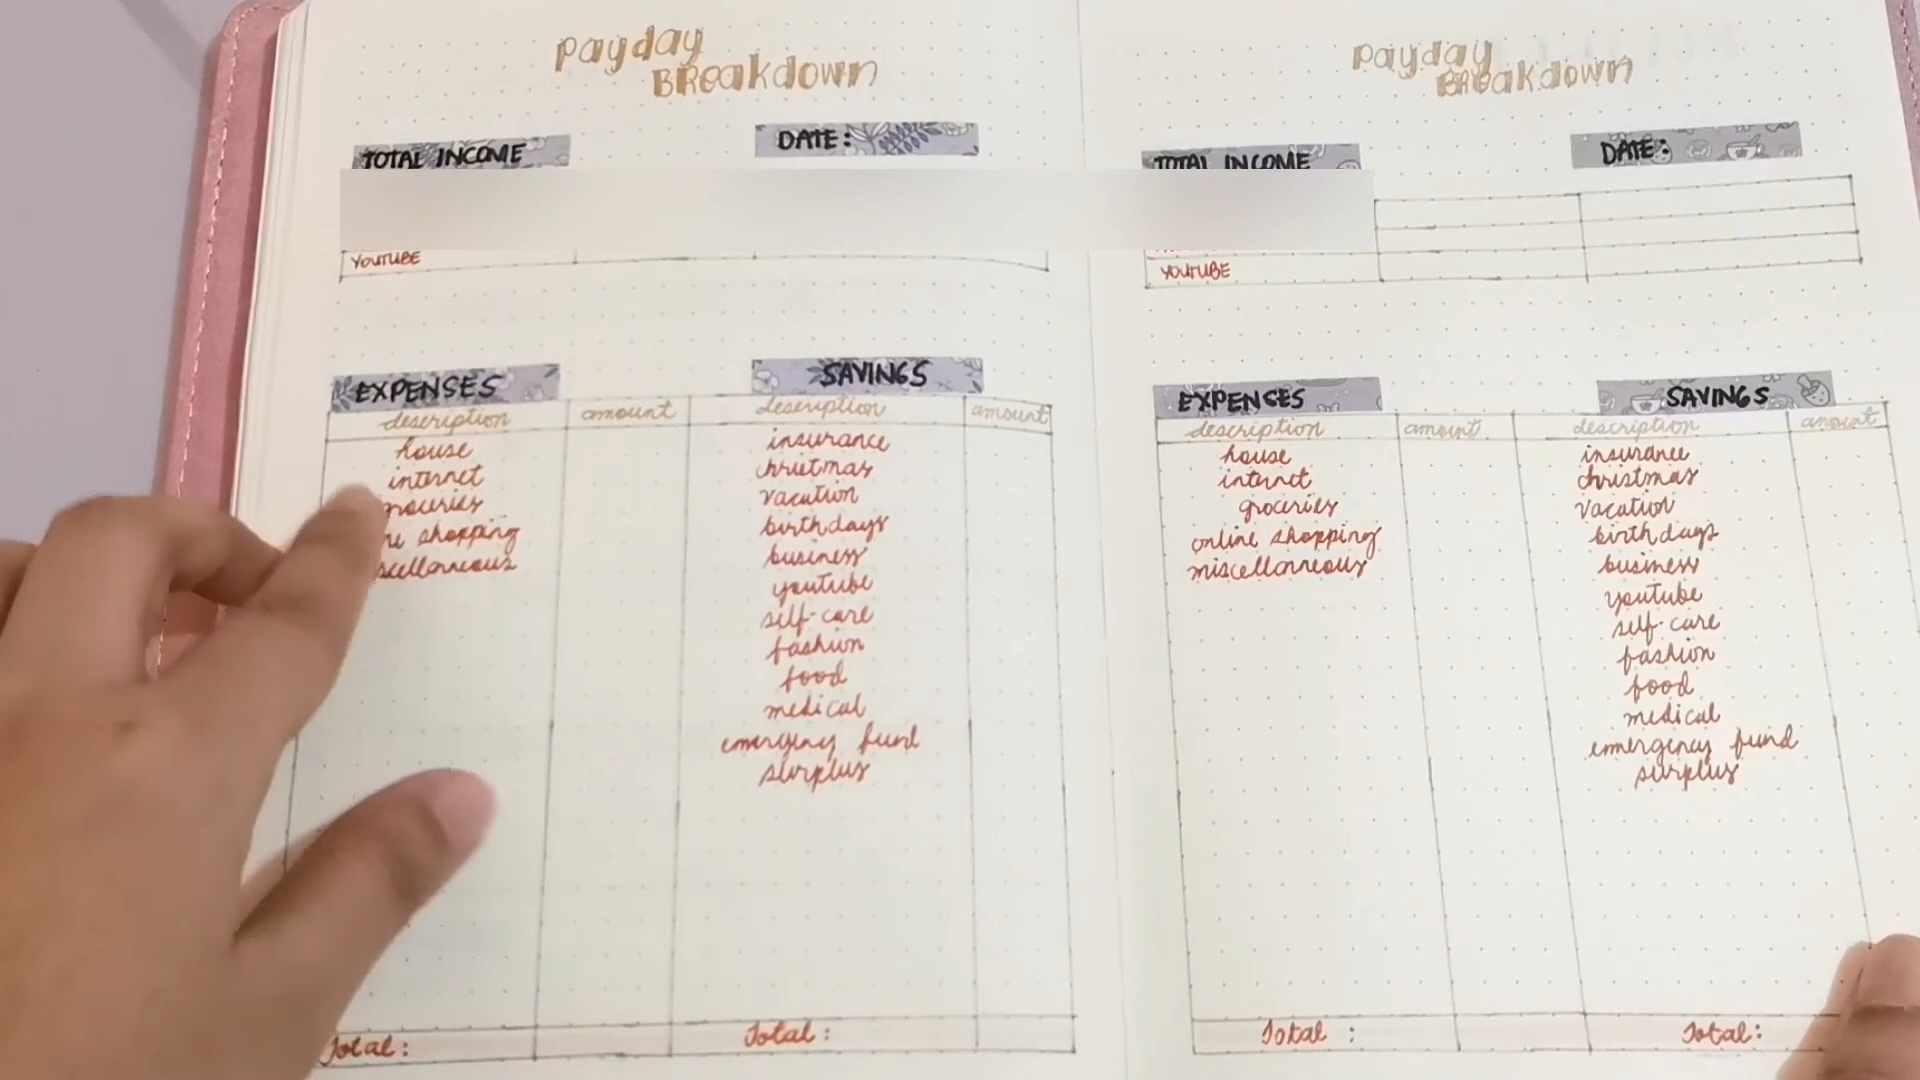 payday
BREakdown
TOTAL INCOME
DATE:
YOUTUBE
EXPENSES
SAVINGS
description amount description amount
house
internet
groceries
shopping
insurance
christmas
vacation
birthdays
business
youtube
self-care
fashion
food
medical
emergency fund
surplus
Total:
Total:
payday
BREakdown
TOTAL INCOME
DATE:
YOUTUBE
EXPENSES
SAVINGS
description amount description amount
house
internet
groceries
online shopping
miscellaneous
insurance
christmas
vacation
birthdays
business
youtube
self-care
fashion
food
medical
emergency fund
surplus
Total :
Total: